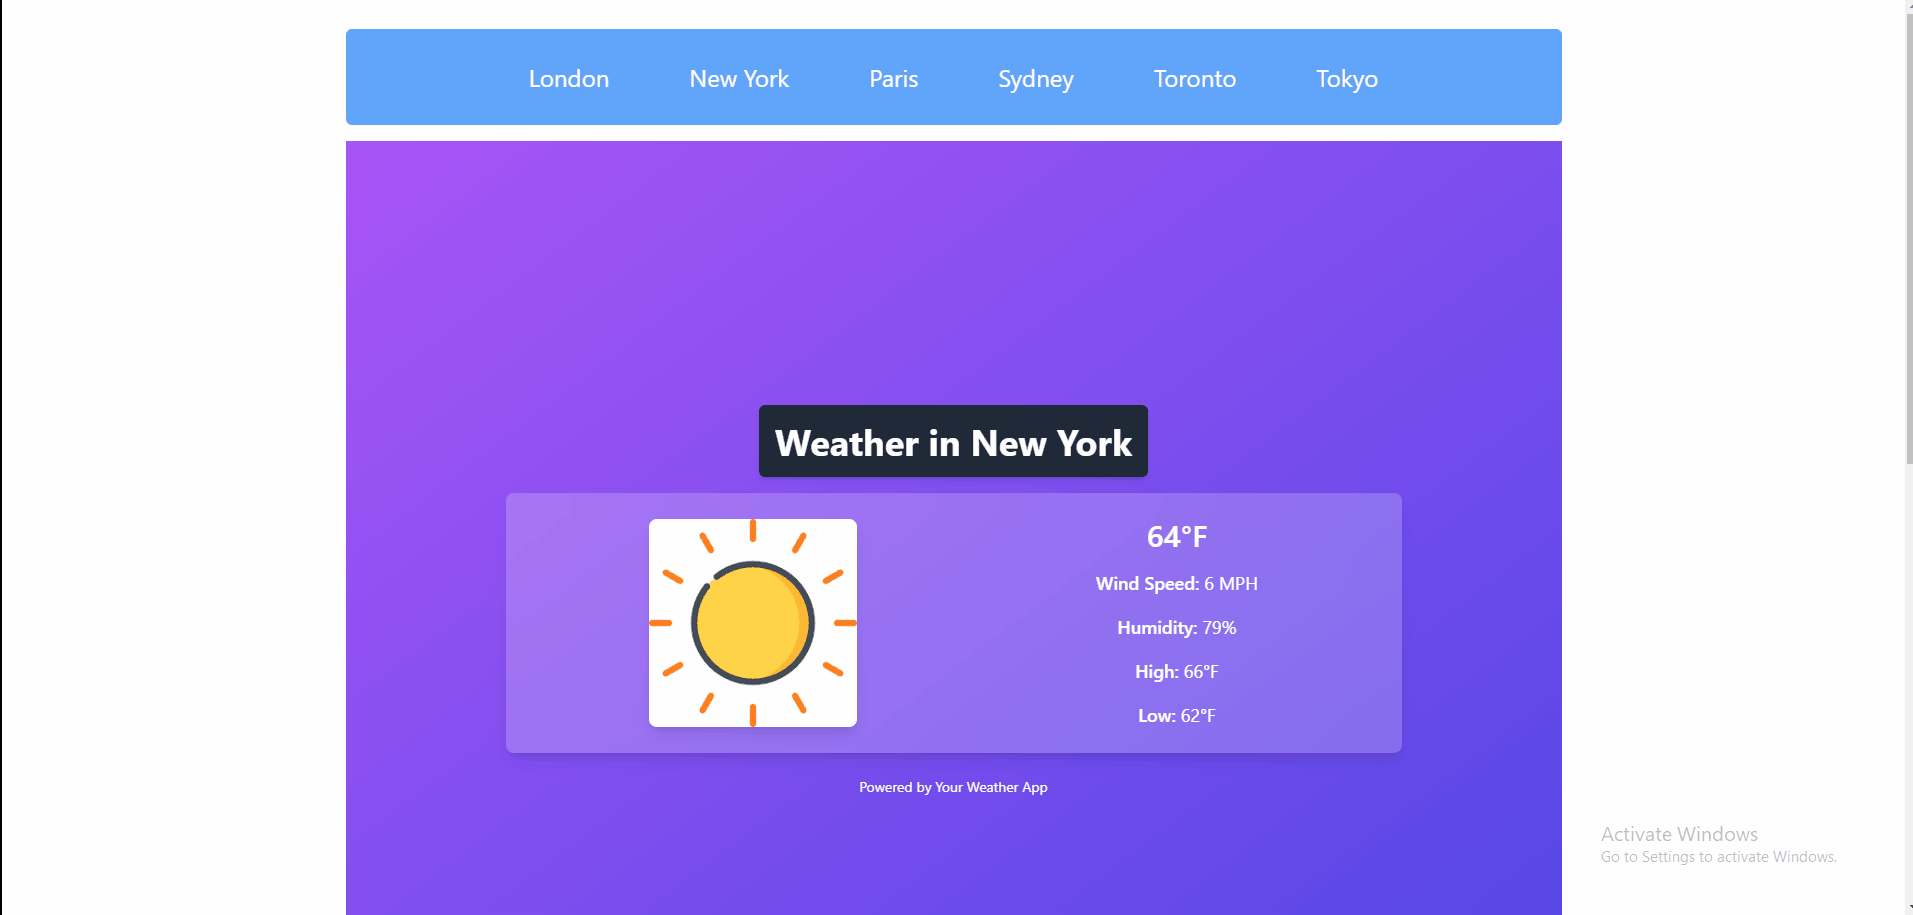 London New York Paris Sydney Toronto Tokyo
Weather in New York
64°F
Wind Speed: 6 MPH
Humidity: 79%
High: 66°F
Low: 62°F
Powered by Your Weather App
Activate Windows
Go to Settings to activate Windows.